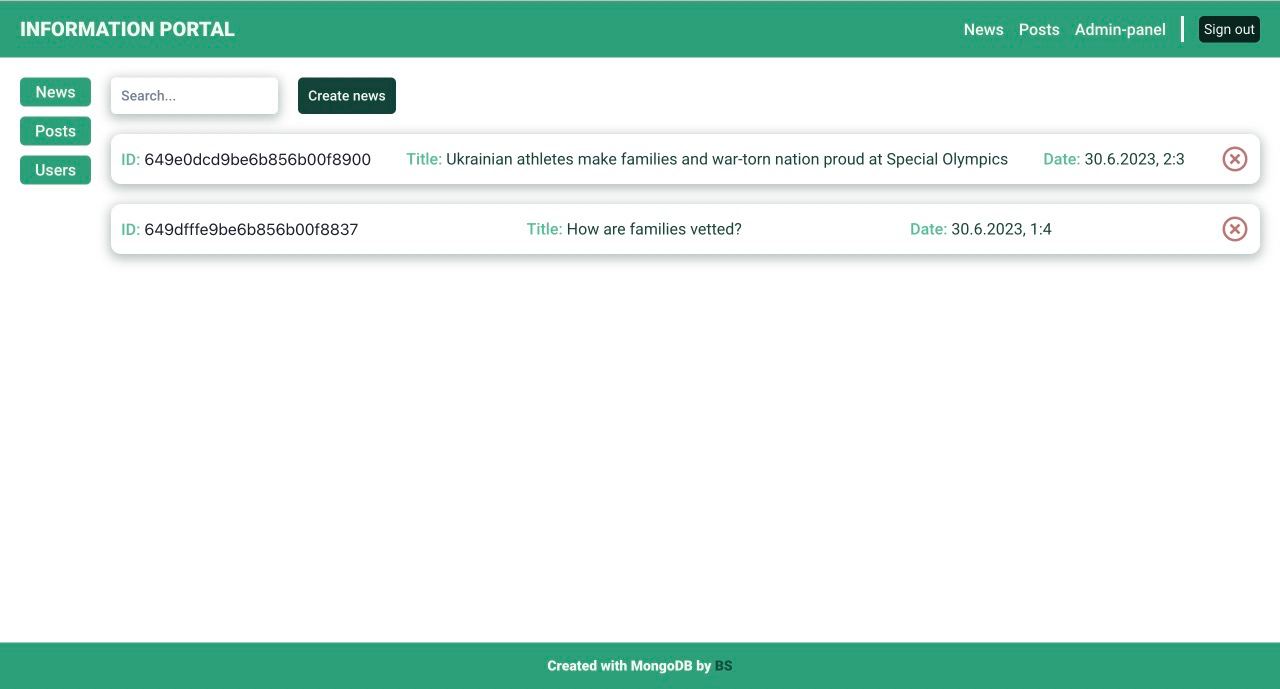 INFORMATION PORTAL News Posts Admin-panel Sign out
News
Posts
Users
Search...
Create news
ID: 649e0dcd9be6b856b00f8900 Title: Ukrainian athletes make families and war-torn nation proud at Special Olympics Date: 30.6.2023, 2:3
ID: 649dfffe9be6b856b00f8837 Title: How are families vetted? Date: 30.6.2023, 1:4
Created with MongoDB by BS